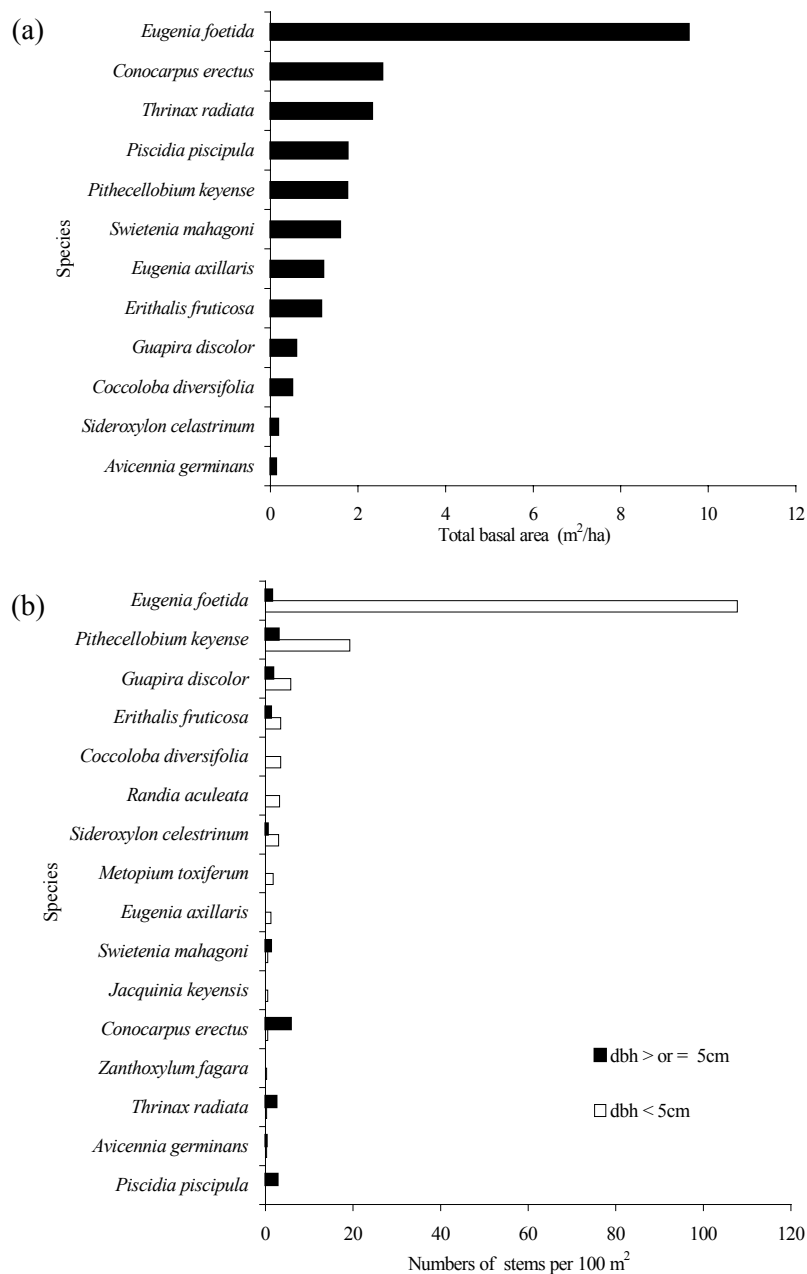 (a)
Eugenia foetida
Conocarpus erectus
Thrinax radiata
Piscidia piscipula
Pithecellobium keyense
Swietenia mahagoni
Eugenia axillaris
Erithalis fruticosa
Guapira discolor
Coccoloba diversifolia
Sideroxylon celastrinum
Avicennia germinans
Species
0 2 4 6 8 10 12
Total basal area (m²/ha)
(b)
Eugenia foetida
Pithecellobium keyense
Guapira discolor
Erithalis fruticosa
Coccoloba diversifolia
Randia aculeata
Sideroxylon celestrinum
Metopium toxiferum
Eugenia axillaris
Swietenia mahagoni
Jacquinia keyensis
Conocarpus erectus
Zanthoxylum fagara
Thrinax radiata
Avicennia germinans
Piscidia piscipula
Species
dbh > or = 5cm
dbh < 5cm
0 20 40 60 80 100 120
Numbers of stems per 100 m²